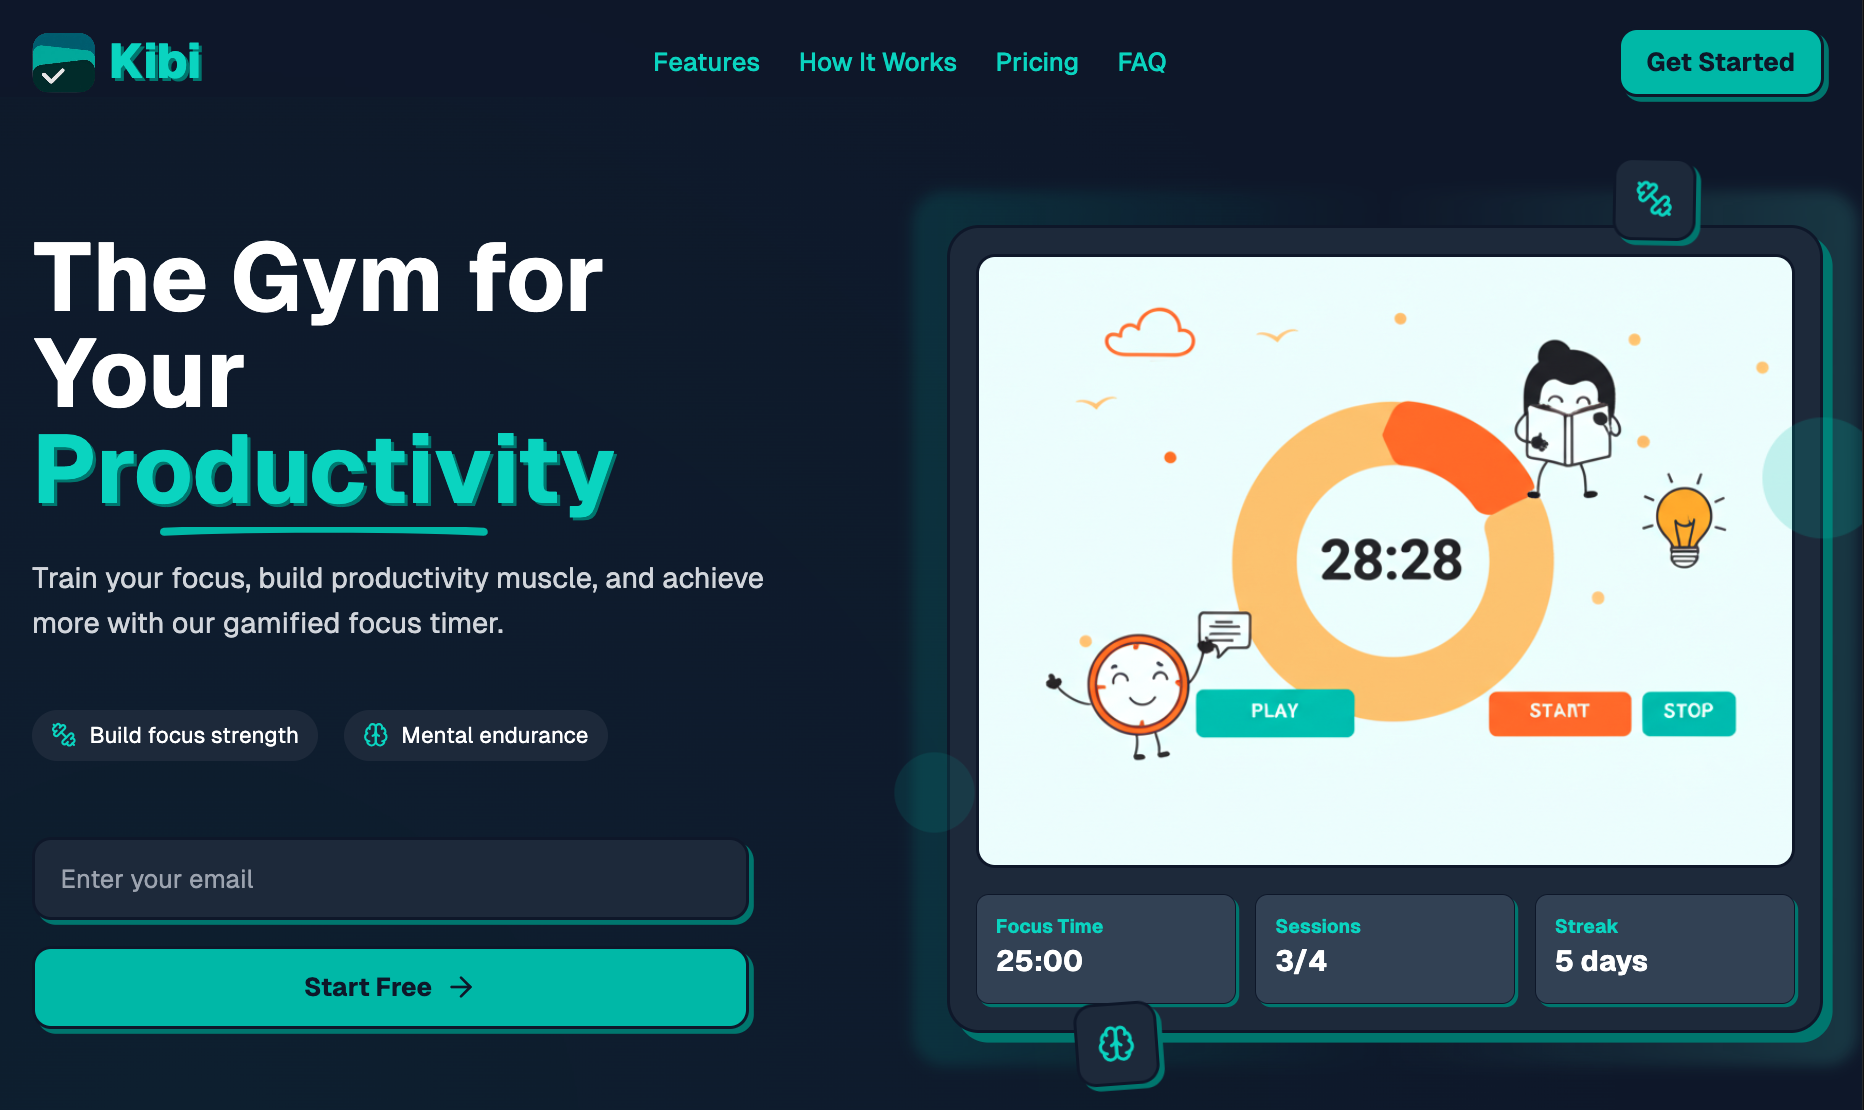 Kibi
Features
How It Works
Pricing
FAQ
Get Started
The Gym for
Your
Productivity
Train your focus, build productivity muscle, and achieve
more with our gamified focus timer.
Build focus strength
Mental endurance
Enter your email
Start Free
28:28
PLAY
START
STOP
Focus Time
25:00
Sessions
3/4
Streak
5 days